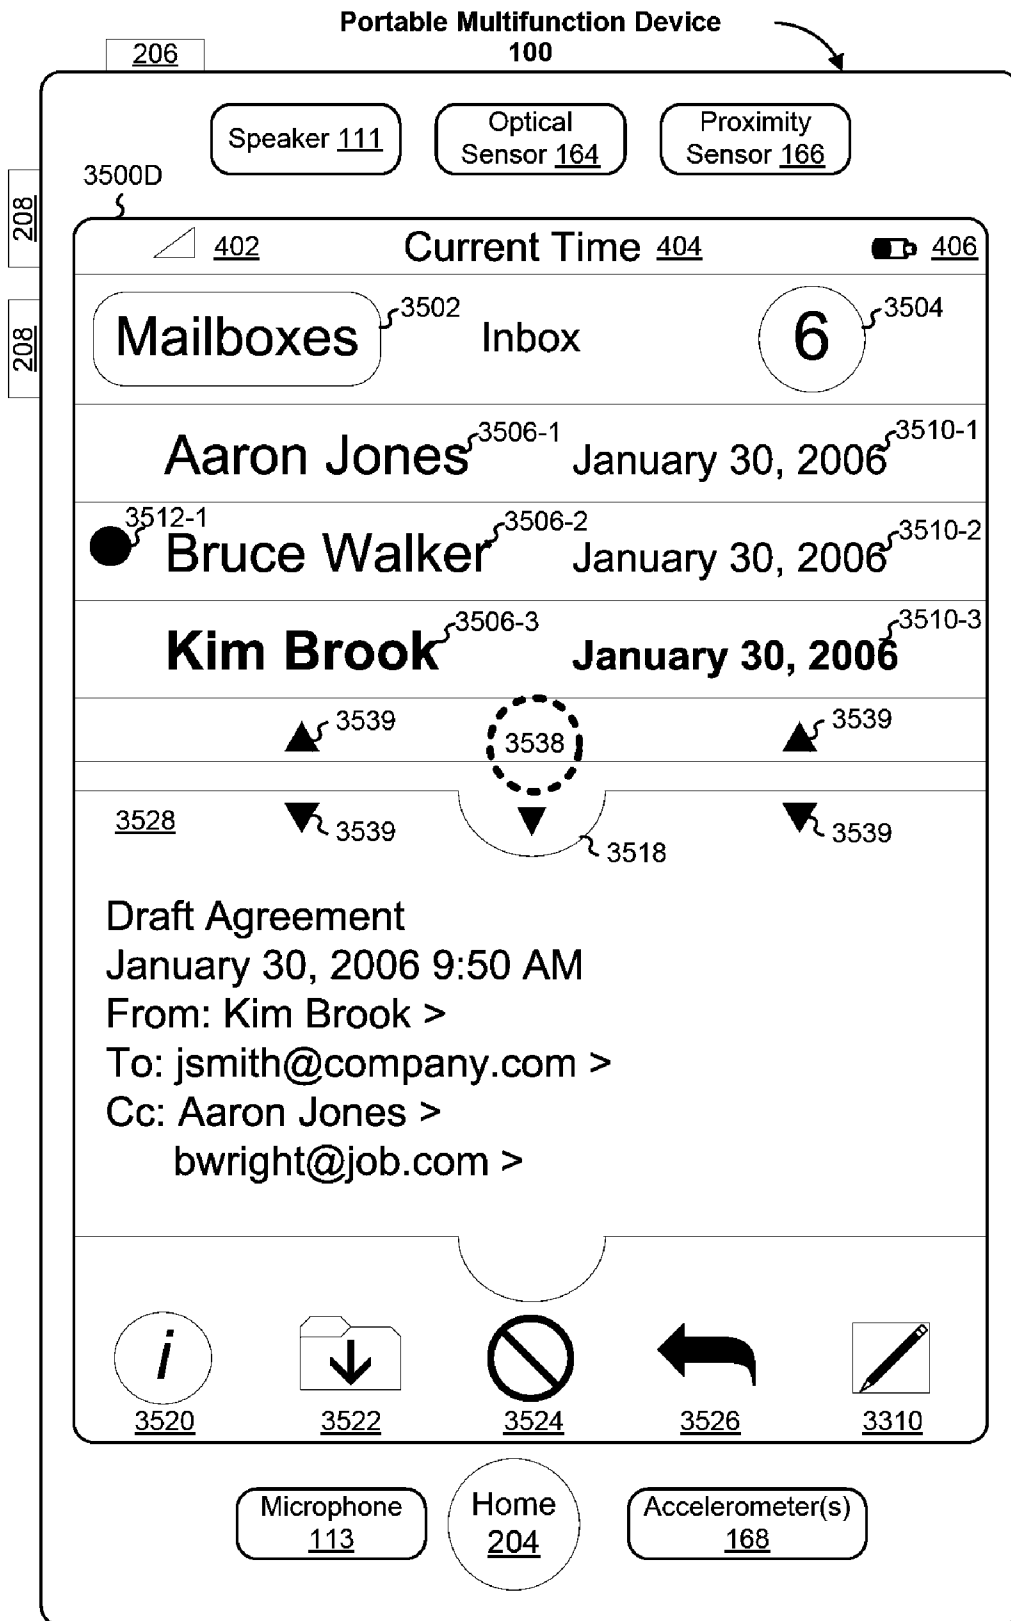 Portable Multifunction Device
100
206
Speaker 111
Optical
Sensor 164
Proximity
Sensor 166
3500D
208
208
402
Current Time 404
406
Mailboxes
3502
Inbox
6
3504
Aaron Jones
3506-1
January 30, 2006
3510-1
3512-1
Bruce Walker
3506-2
January 30, 2006
3510-2
Kim Brook
3506-3
January 30, 2006
3510-3
3539
3538
3539
3528
3539
3518
3539
Draft Agreement
January 30, 2006 9:50 AM
From: Kim Brook >
To: jsmith@company.com >
Cc: Aaron Jones >
bwright@job.com >
i
3520
3522
3524
3526
3310
Microphone
113
Home
204
Accelerometer(s)
168